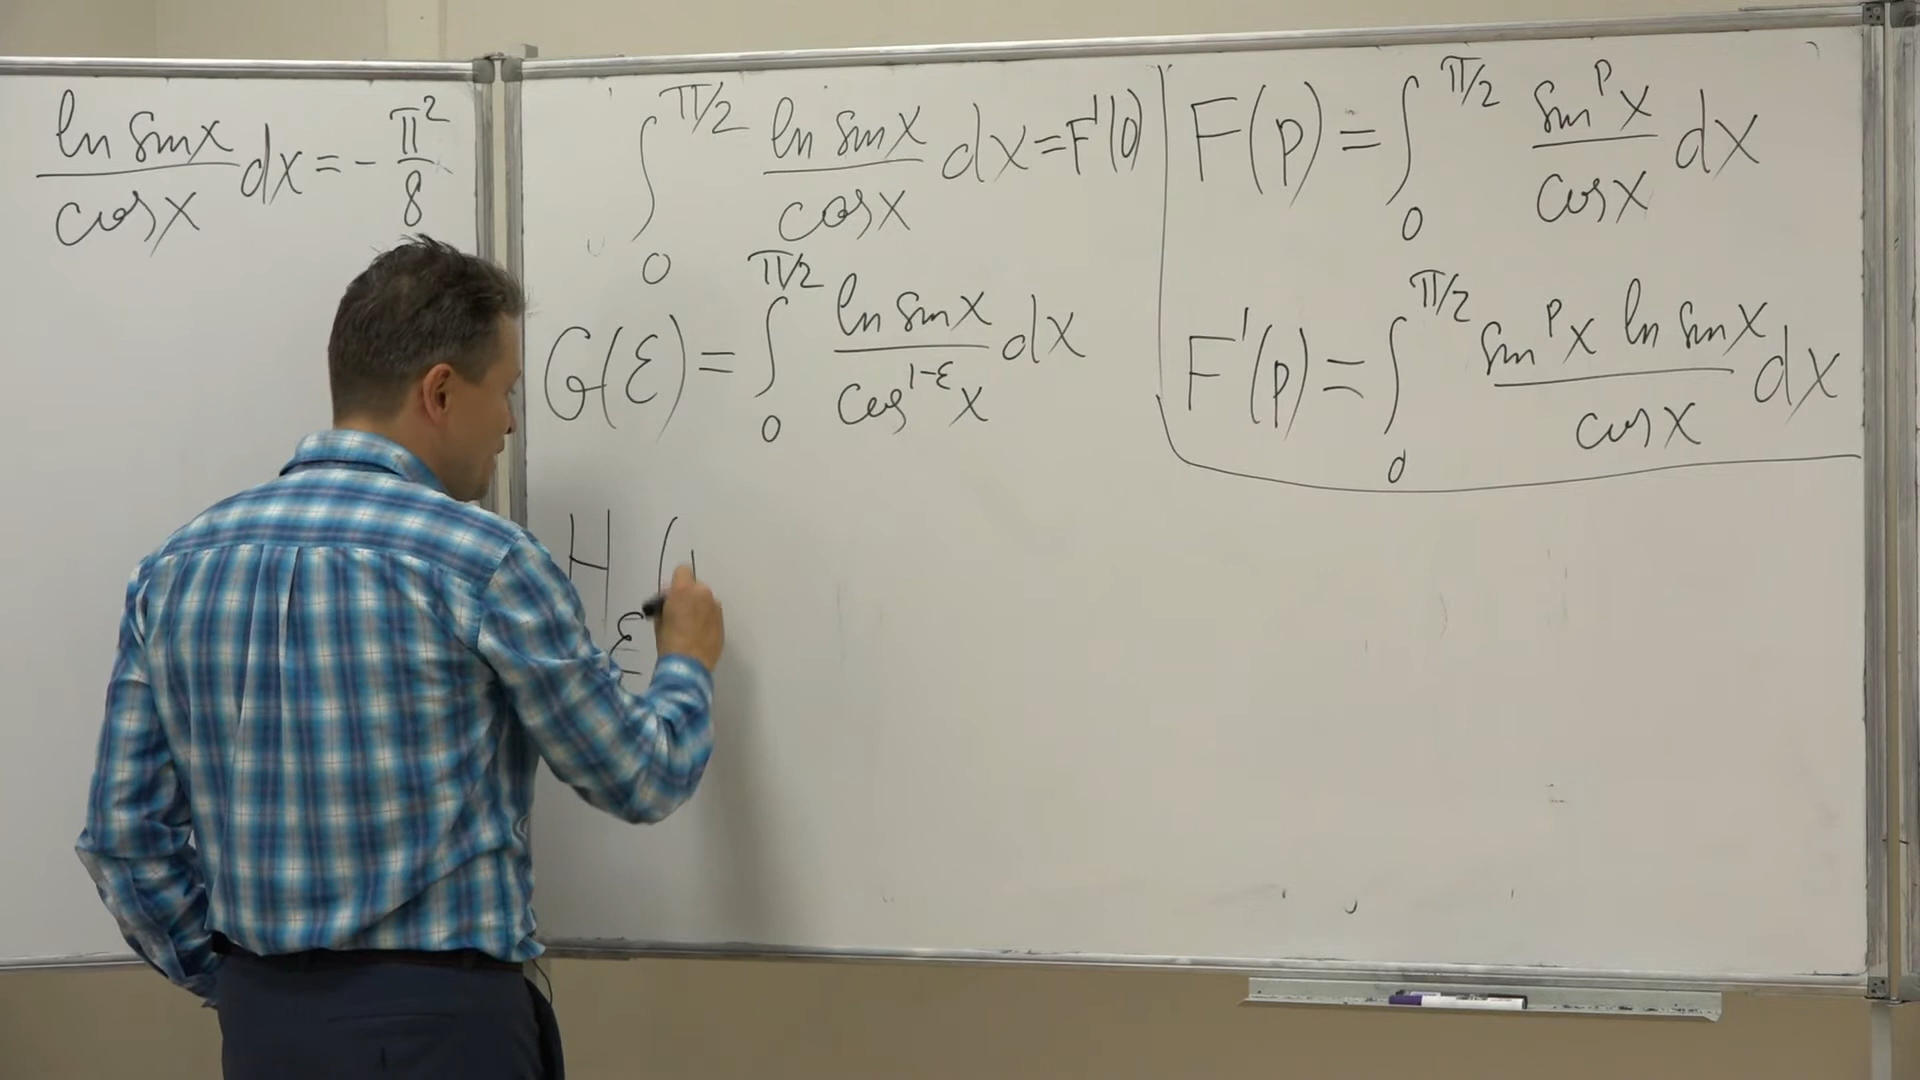 ln sin x / cos x dx = - π²/8
∫₀^{π/2} ln sin x / cos x dx = F'(0)
G(ε) = ∫₀^{π/2} ln sin x / cos^{1-ε} x dx
H_ε (
F(p) = ∫₀^{π/2} sin^p x / cos x dx
F'(p) = ∫₀^{π/2} sin^p x ln sin x / cos x dx